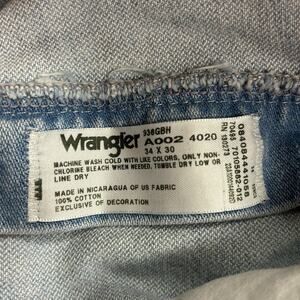 936GBH
Wrangler A002 4020
34 X 30
MACHINE WASH COLD WITH LIKE COLORS, ONLY NON-
CHLORINE BLEACH WHEN NEEDED, TUMBLE DRY LOW OR
LINE DRY
MADE IN NICARAGUA OF US FABRIC
100% COTTON
EXCLUSIVE OF DECORATION